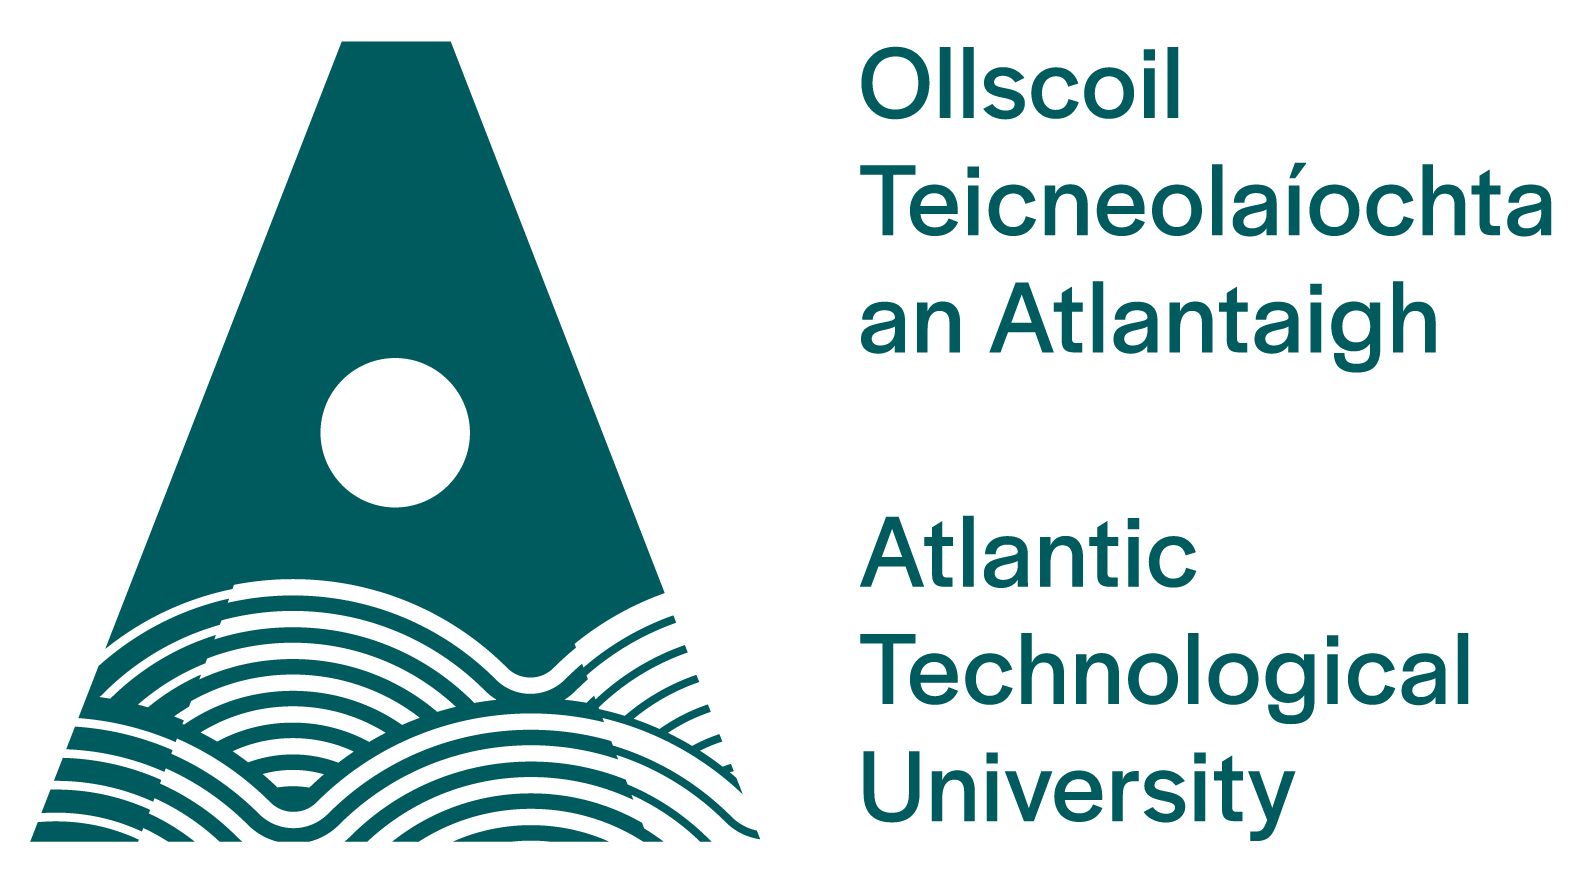 Ollscoil
Teicneolaíochta
an Atlantaigh
Atlantic
Technological
University